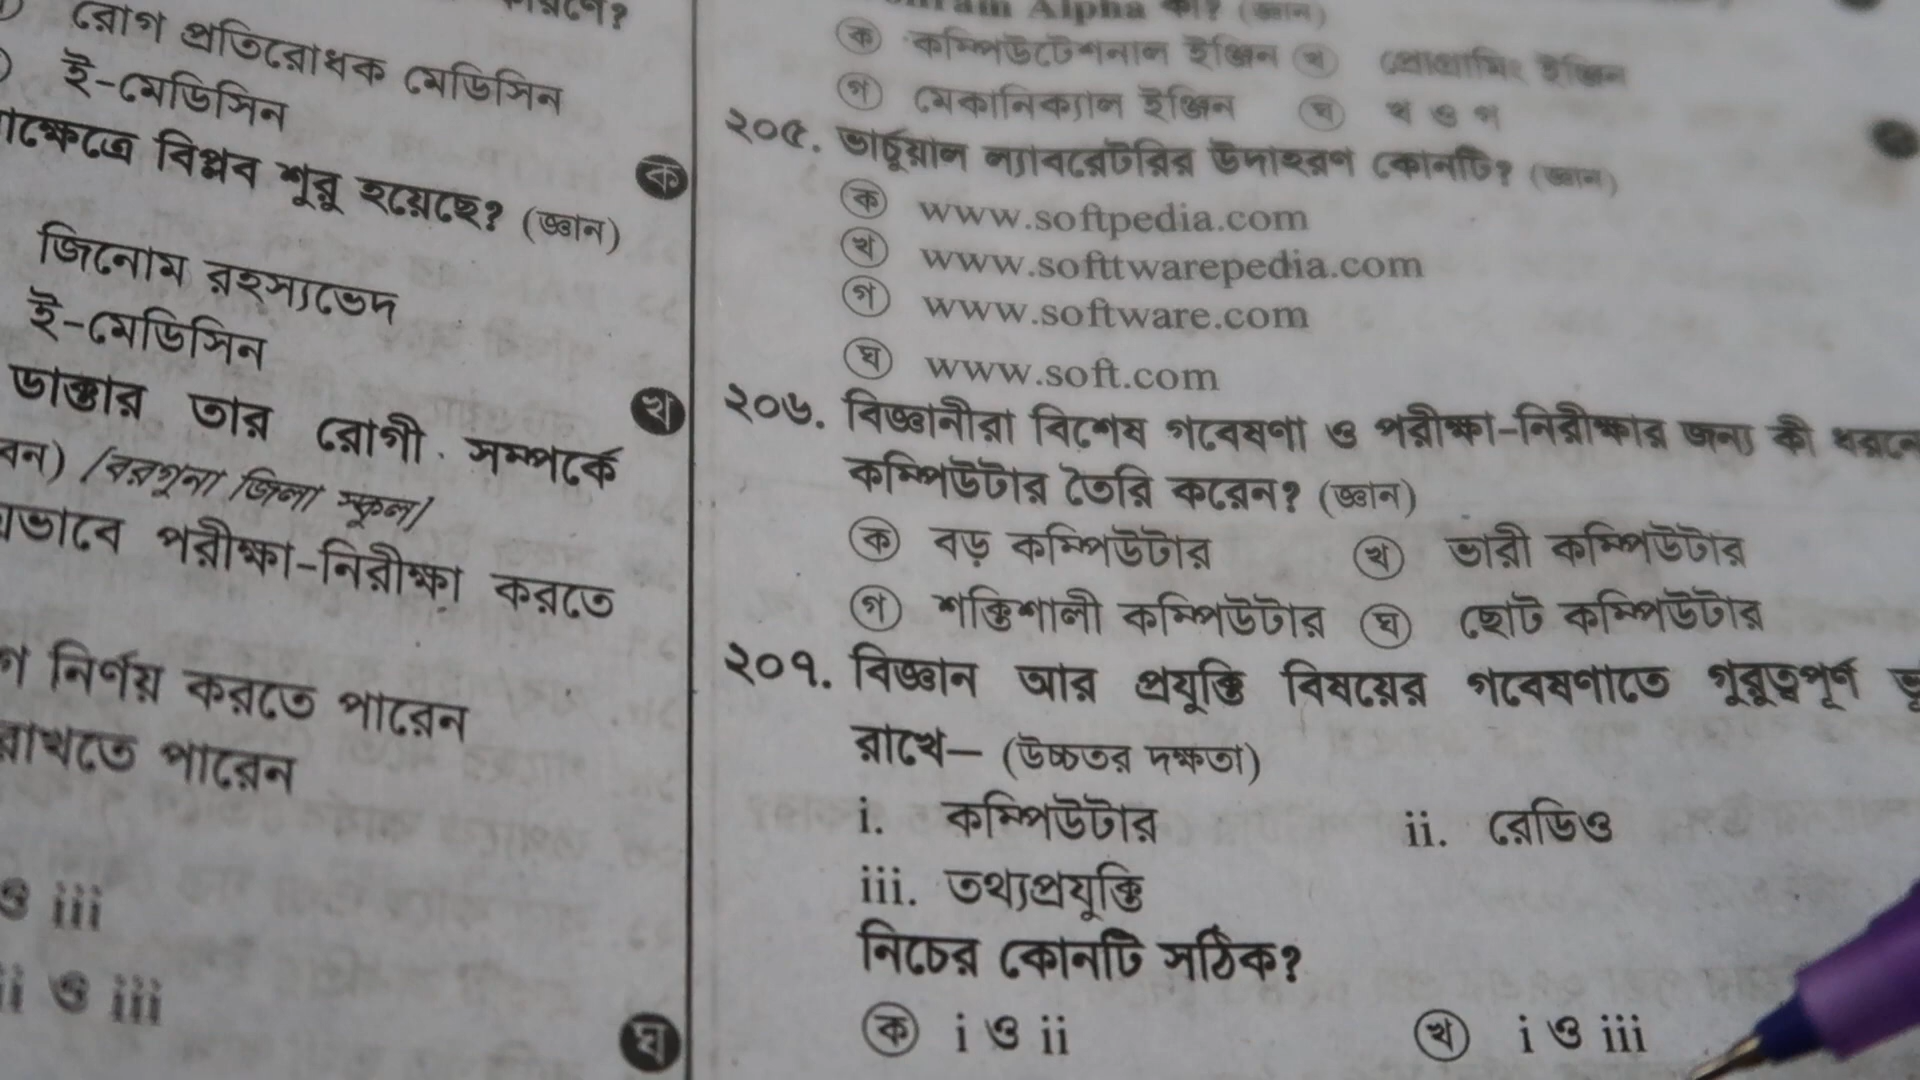 রোগ প্রতিরোধক মেডিসিন
ই-মেডিসিন
বিপ্লব শুরু হয়েছে? (জ্ঞান)
ক
জিনোম রহস্যভেদ
ই-মেডিসিন
ডাক্তার তার রোগী সম্পর্কে
খ
[বরগুনা জিলা স্কুল]
পরীক্ষা-নিরীক্ষা করতে
নির্ণয় করতে পারেন
রাখতে পারেন
ও iii
ii ও iii
ঘ
Alpha কী? (জ্ঞান)
ক কম্পিউটেশনাল ইঞ্জিন খ প্রোগ্রামিং ইঞ্জিন
গ মেকানিক্যাল ইঞ্জিন ঘ খ ও গ
২০৫. ভার্চুয়াল ল্যাবরেটরির উদাহরণ কোনটি? (জ্ঞান)
ক www.softpedia.com
খ www.softtwarepedia.com
গ www.software.com
ঘ www.soft.com
২০৬. বিজ্ঞানীরা বিশেষ গবেষণা ও পরীক্ষা-নিরীক্ষার জন্য কী ধরনে
কম্পিউটার তৈরি করেন? (জ্ঞান)
ক বড় কম্পিউটার খ ভারী কম্পিউটার
গ শক্তিশালী কম্পিউটার ঘ ছোট কম্পিউটার
২০৭. বিজ্ঞান আর প্রযুক্তি বিষয়ের গবেষণাতে গুরুত্বপূর্ণ ভূ
রাখে— (উচ্চতর দক্ষতা)
i. কম্পিউটার ii. রেডিও
iii. তথ্যপ্রযুক্তি
নিচের কোনটি সঠিক?
ক i ও ii খ i ও iii